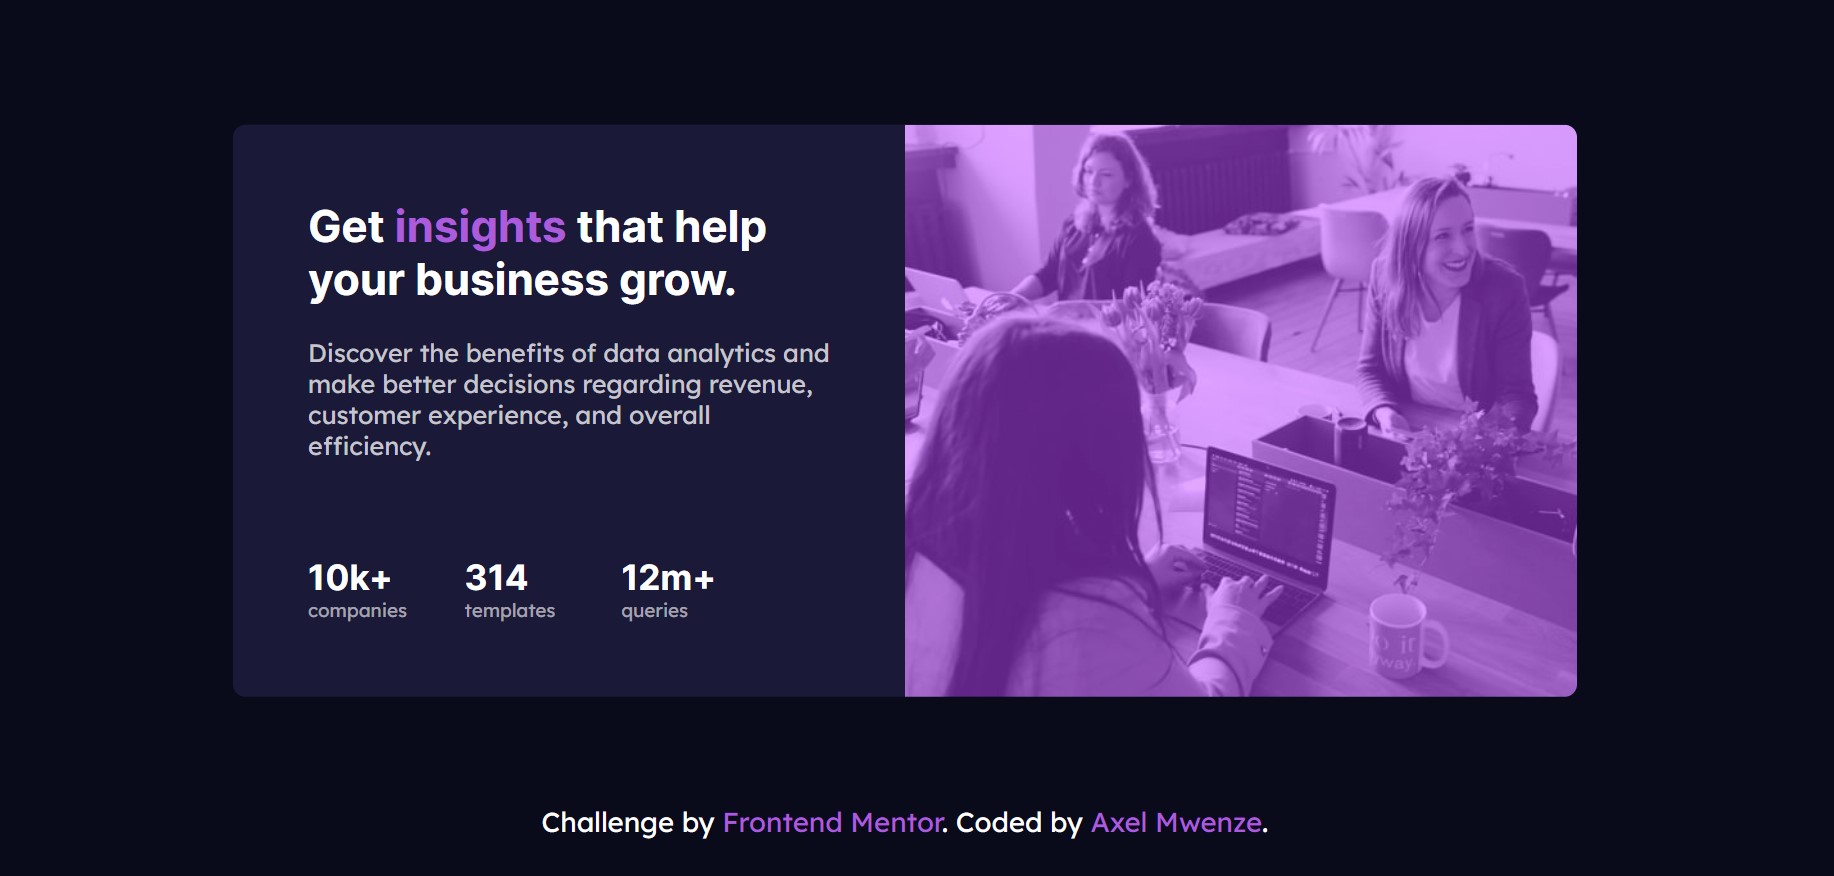 Get insights that help
your business grow.
Discover the benefits of data analytics and
make better decisions regarding revenue,
customer experience, and overall
efficiency.
10k+ 314 12m+
companies templates queries
Challenge by Frontend Mentor. Coded by Axel Mwenze.